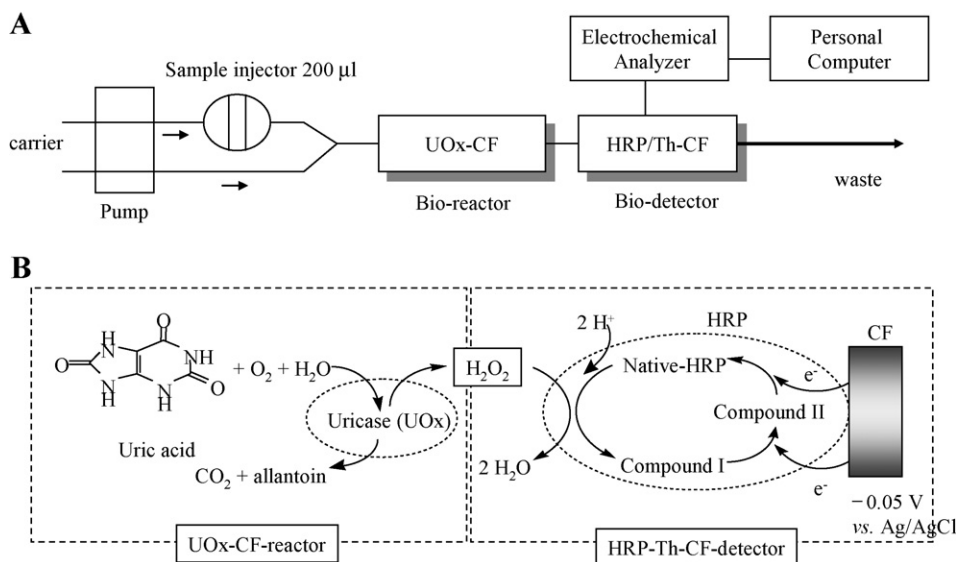 A
Sample injector 200 μl
Electrochemical
Analyzer
Personal
Computer
carrier
UOx-CF
HRP/Th-CF
Pump
Bio-reactor
Bio-detector
waste
B
O
H
N
NH
O
N
H
N
H
O
+ O2 + H2O
Uric acid
Uricase (UOx)
CO2 + allantoin
H2O2
UOx-CF-reactor
2 H+
HRP
CF
Native-HRP
e-
Compound II
2 H2O
Compound I
e-
−0.05 V
vs. Ag/AgCl
HRP-Th-CF-detector